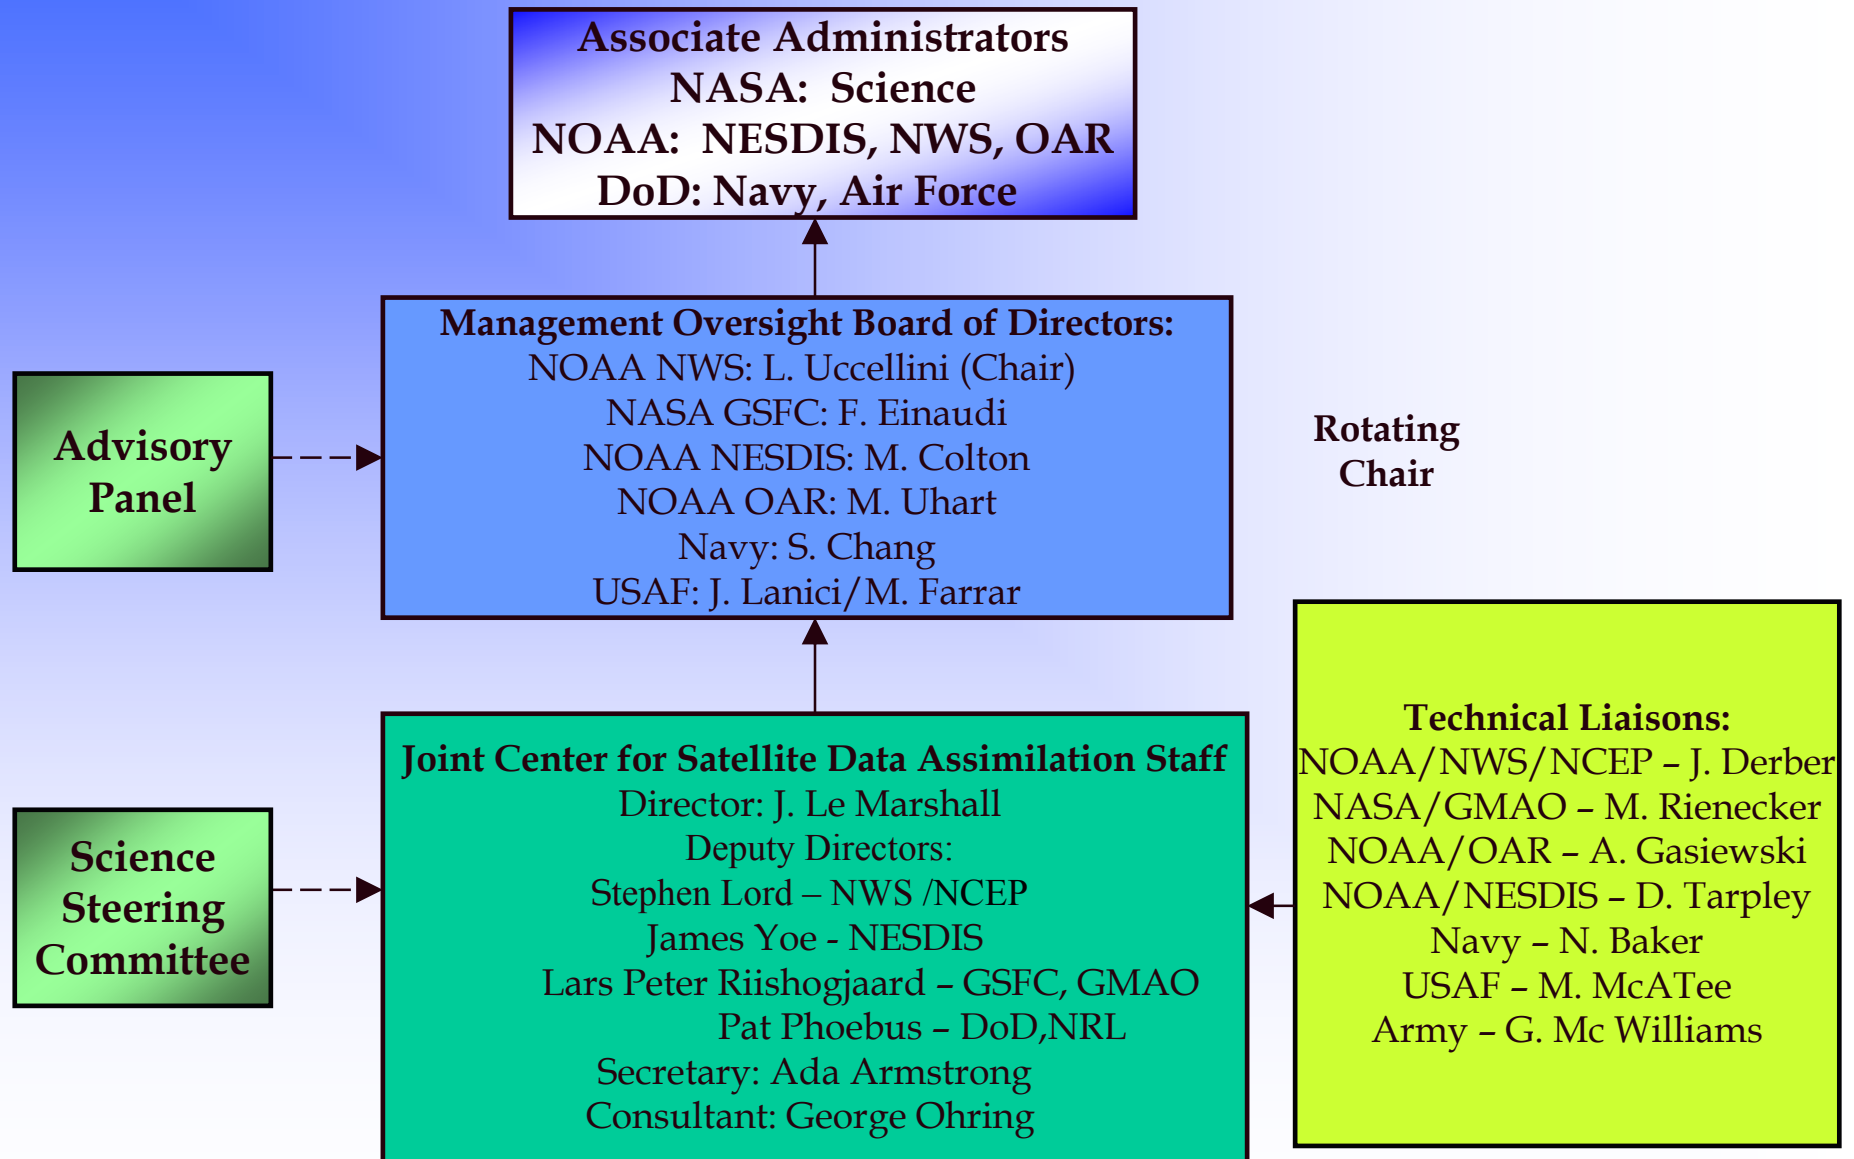 Associate Administrators
NASA:  Science
NOAA:  NESDIS, NWS, OAR
DoD: Navy, Air Force
Management Oversight Board of Directors:
NOAA NWS: L. Uccellini (Chair)
NASA GSFC: F. Einaudi
NOAA NESDIS: M. Colton
NOAA OAR: M. Uhart
Navy: S. Chang
USAF: J. Lanici/M. Farrar
Advisory
Panel
Rotating
Chair
Joint Center for Satellite Data Assimilation Staff
Director: J. Le Marshall
Deputy Directors:
Stephen Lord – NWS /NCEP
James Yoe - NESDIS
Lars Peter Riishogjaard – GSFC, GMAO
Pat Phoebus – DoD,NRL
Secretary: Ada Armstrong
Consultant: George Ohring
Science
Steering
Committee
Technical Liaisons:
NOAA/NWS/NCEP – J. Derber
NASA/GMAO – M. Rienecker
NOAA/OAR – A. Gasiewski
NOAA/NESDIS – D. Tarpley
Navy – N. Baker
USAF – M. McATee
Army – G. Mc Williams